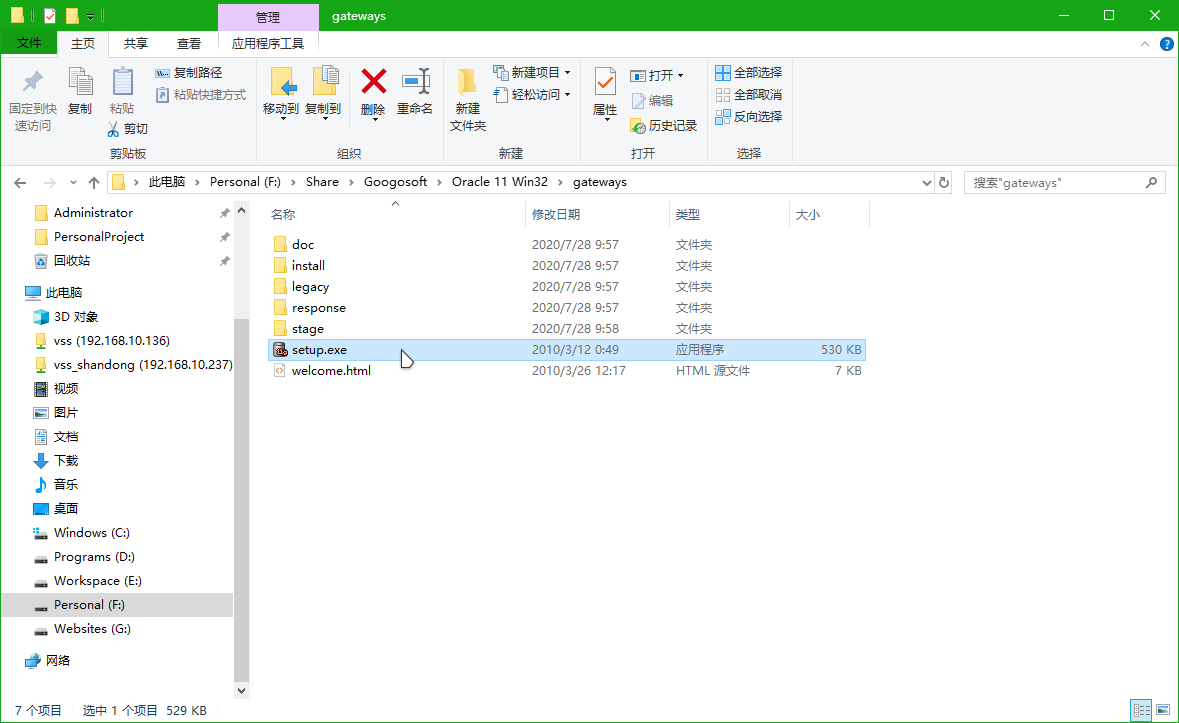 管理
gateways
文件
主页
共享
查看
应用程序工具
固定到快
速访问
复制
粘贴
复制路径
粘贴快捷方式
剪切
剪贴板
移动到
复制到
删除
重命名
组织
新建
文件夹
新建项目
轻松访问
新建
属性
打开
编辑
历史记录
打开
全部选择
全部取消
反向选择
选择
此电脑 › Personal (F:) › Share › Googosoft › Oracle 11 Win32 › gateways
搜索"gateways"
Administrator
PersonalProject
回收站
此电脑
3D 对象
vss (192.168.10.136)
vss_shandong (192.168.10.237)
视频
图片
文档
下载
音乐
桌面
Windows (C:)
Programs (D:)
Workspace (E:)
Personal (F:)
Websites (G:)
网络
名称 修改日期 类型 大小
doc 2020/7/28 9:57 文件夹
install 2020/7/28 9:57 文件夹
legacy 2020/7/28 9:57 文件夹
response 2020/7/28 9:57 文件夹
stage 2020/7/28 9:58 文件夹
setup.exe 2010/3/12 0:49 应用程序 530 KB
welcome.html 2010/3/26 12:17 HTML 源文件 7 KB
7 个项目 选中 1 个项目 529 KB